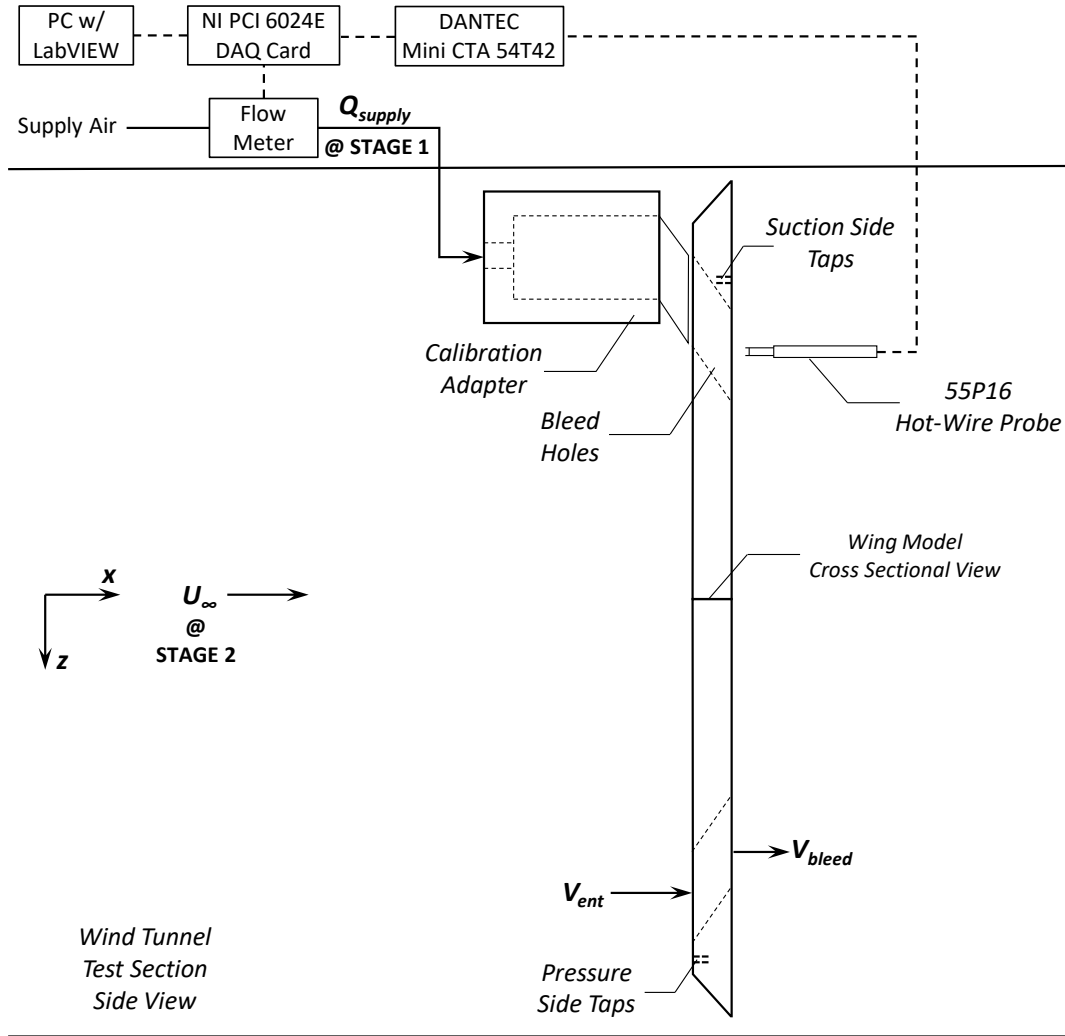 PC w/
LabVIEW
NI PCI 6024E
DAQ Card
DANTEC
Mini CTA 54T42
Supply Air
Flow
Meter
Q_supply
@ STAGE 1
Suction Side
Taps
Calibration
Adapter
55P16
Hot-Wire Probe
Bleed
Holes
Wing Model
Cross Sectional View
x
U∞
@
STAGE 2
z
V_bleed
V_ent
Wind Tunnel
Test Section
Side View
Pressure
Side Taps